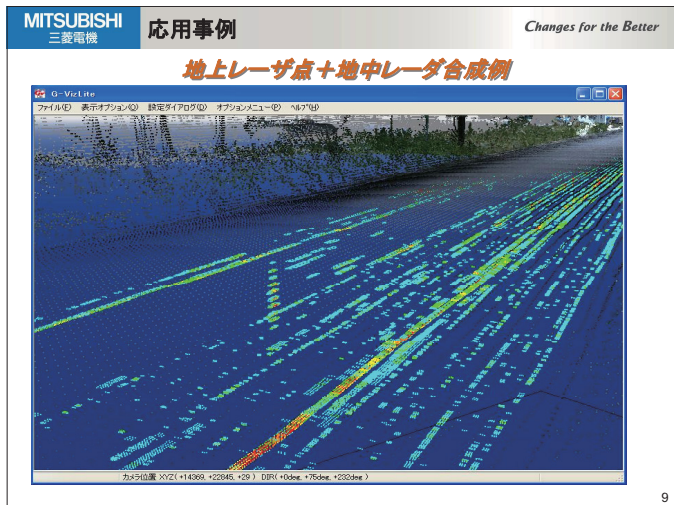 MITSUBISHI
三菱電機
応用事例
Changes for the Better
地上レーザ点＋地中レーダ合成例
G-VizLite
ファイル(F) 表示オプション(O) 設定ダイアログ(D) オプションメニュー(P) ヘルプ(H)
カメラ位置 XYZ( +14369, +22845, +29 ) DIR( +0deg, +75deg, +232deg )
9